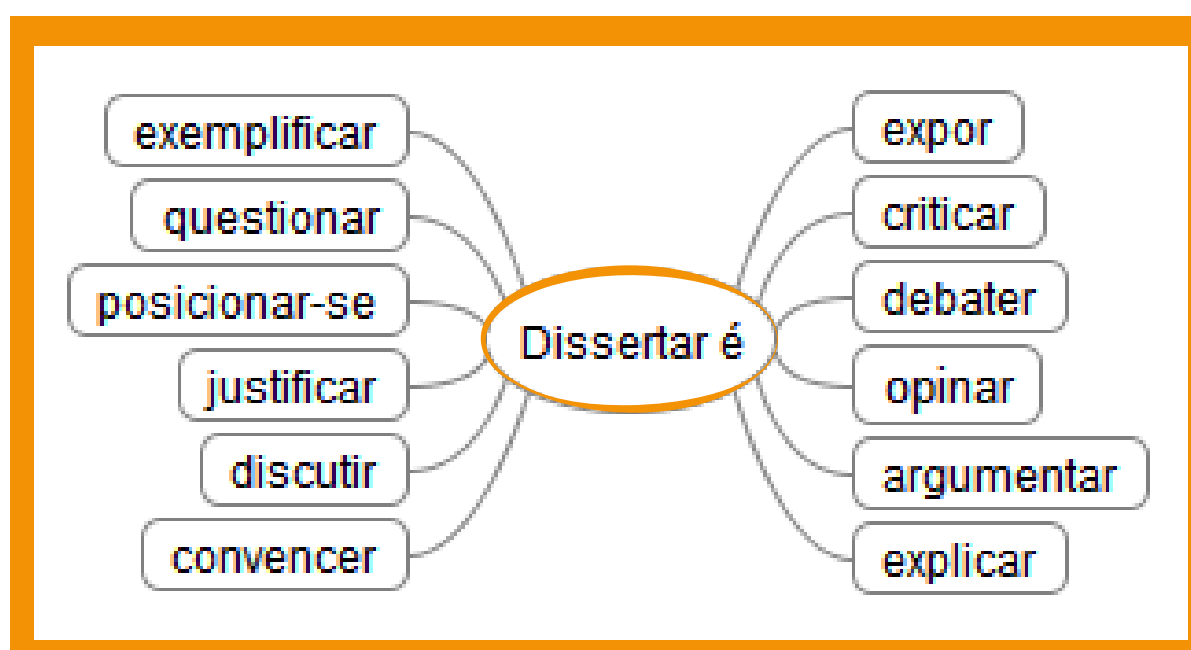 exemplificar
questionar
posicionar-se
justificar
discutir
convencer
Dissertar é
expor
criticar
debater
opinar
argumentar
explicar